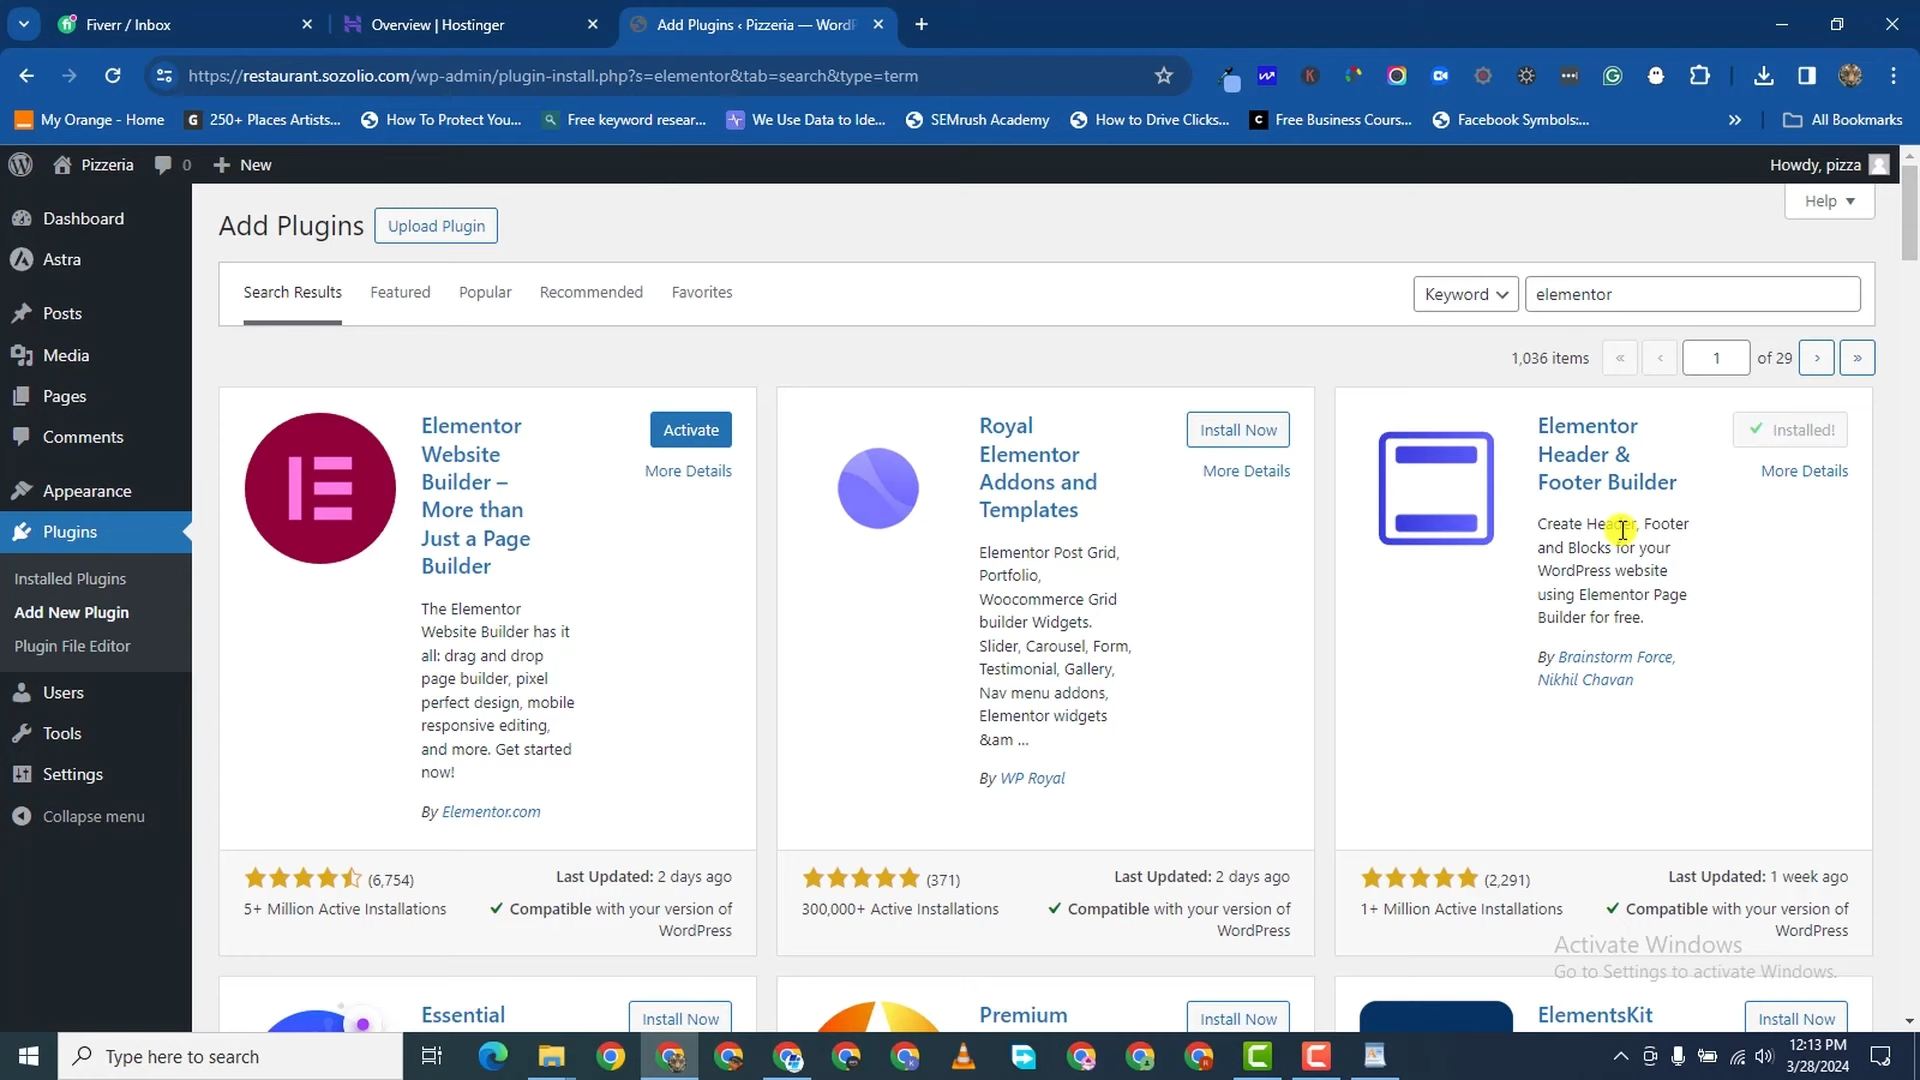 Fiverr / Inbox
Overview | Hostinger
Add Plugins ‹ Pizzeria — WordP
https://restaurant.sozolio.com/wp-admin/plugin-install.php?s=elementor&tab=search&type=term
My Orange - Home
250+ Places Artists...
How To Protect You...
Free keyword resear...
We Use Data to Ide...
SEMrush Academy
How to Drive Clicks...
Free Business Cours...
Facebook Symbols:...
All Bookmarks
Pizzeria
0
New
Howdy, pizza
Dashboard
Astra
Posts
Media
Pages
Comments
Appearance
Plugins
Installed Plugins
Add New Plugin
Plugin File Editor
Users
Tools
Settings
Collapse menu
Help
Add Plugins
Upload Plugin
Search Results
Featured
Popular
Recommended
Favorites
Keyword
elementor
1,036 items
«
‹
1
of 29
›
»
Elementor
Website
Builder –
More than
Just a Page
Builder
Activate
More Details
The Elementor
Website Builder has it
all: drag and drop
page builder, pixel
perfect design, mobile
responsive editing,
and more. Get started
now!
By Elementor.com
(6,754)
5+ Million Active Installations
Last Updated: 2 days ago
Compatible with your version of
WordPress
Royal
Elementor
Addons and
Templates
Install Now
More Details
Elementor Post Grid,
Portfolio,
Woocommerce Grid
builder Widgets.
Slider, Carousel, Form,
Testimonial, Gallery,
Nav menu addons,
Elementor widgets
&am ...
By WP Royal
(371)
300,000+ Active Installations
Last Updated: 2 days ago
Compatible with your version of
WordPress
Elementor
Header &
Footer Builder
Installed!
More Details
Create Header, Footer
and Blocks for your
WordPress website
using Elementor Page
Builder for free.
By Brainstorm Force,
Nikhil Chavan
(2,291)
1+ Million Active Installations
Last Updated: 1 week ago
Compatible with your version of
WordPress
Activate Windows
Go to Settings to activate Windows.
Essential
Install Now
Premium
Install Now
ElementsKit
Install Now
Type here to search
12:13 PM
3/28/2024